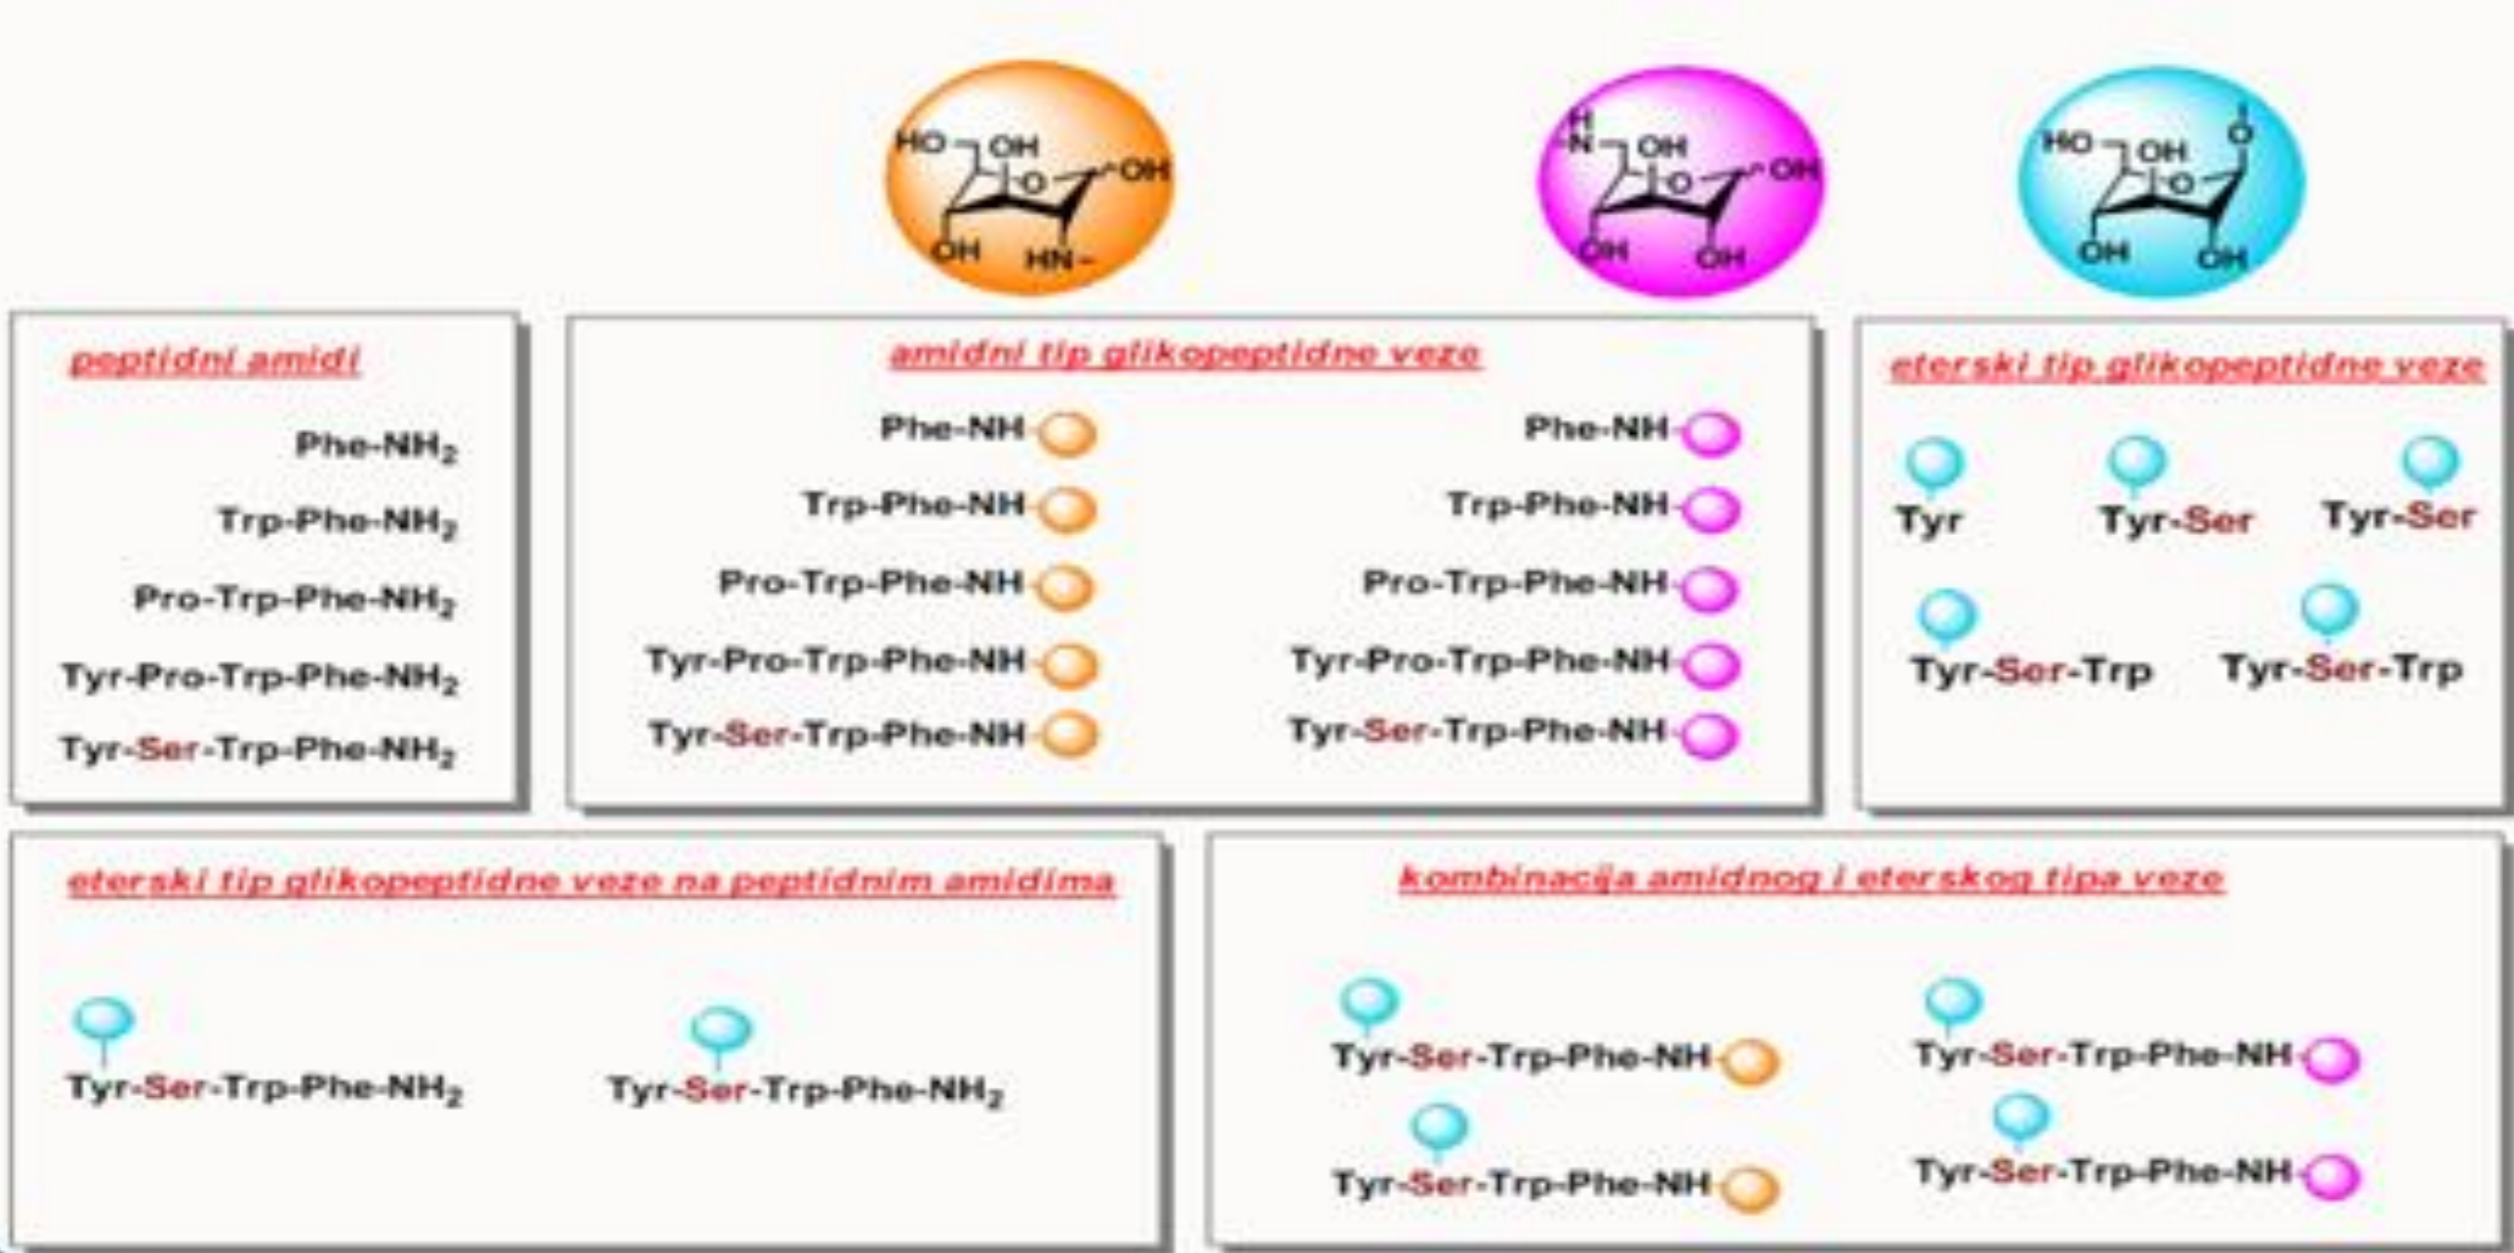 HO OH O OH OH HN-
H
-N OH O OH OH OH
O
HO OH O OH OH
peptidni amidi
Phe-NH₂
Trp-Phe-NH₂
Pro-Trp-Phe-NH₂
Tyr-Pro-Trp-Phe-NH₂
Tyr-Ser-Trp-Phe-NH₂
amidni tip glikopeptidne veze
Phe-NH Phe-NH
Trp-Phe-NH Trp-Phe-NH
Pro-Trp-Phe-NH Pro-Trp-Phe-NH
Tyr-Pro-Trp-Phe-NH Tyr-Pro-Trp-Phe-NH
Tyr-Ser-Trp-Phe-NH Tyr-Ser-Trp-Phe-NH
eterski tip glikopeptidne veze
Tyr Tyr-Ser Tyr-Ser
Tyr-Ser-Trp Tyr-Ser-Trp
eterski tip glikopeptidne veze na peptidnim amidima
Tyr-Ser-Trp-Phe-NH₂ Tyr-Ser-Trp-Phe-NH₂
kombinacija amidnog i eterskog tipa veze
Tyr-Ser-Trp-Phe-NH Tyr-Ser-Trp-Phe-NH
Tyr-Ser-Trp-Phe-NH Tyr-Ser-Trp-Phe-NH